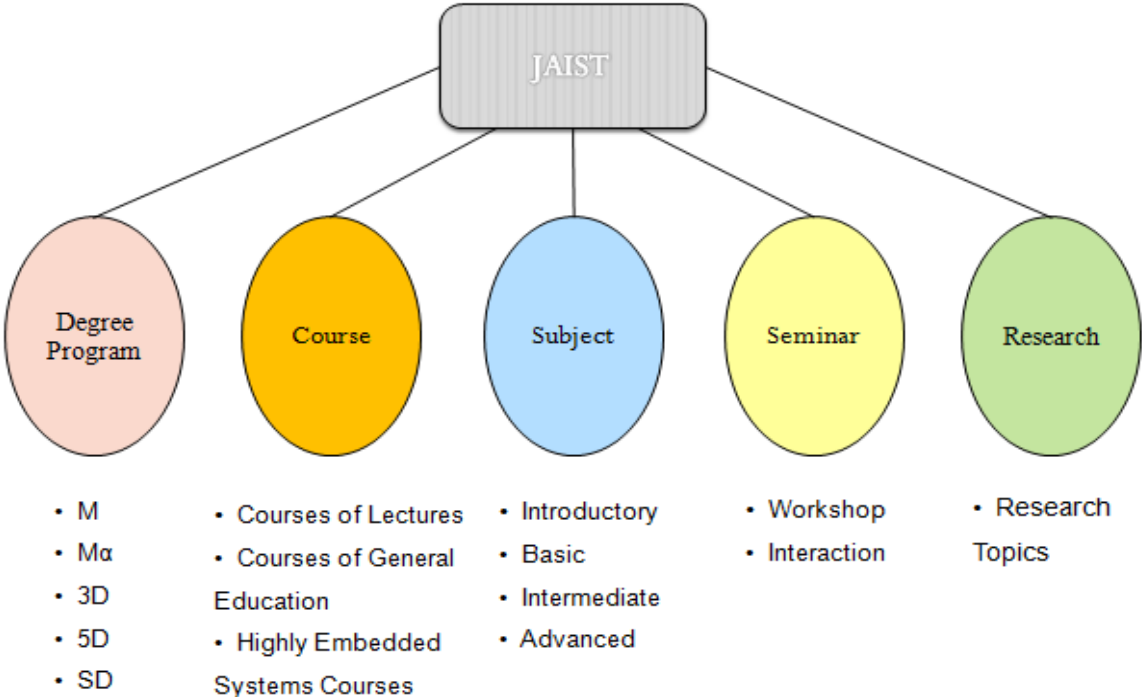 JAIST
Degree
Program
Course
Subject
Seminar
Research
• M
• Mα
• 3D
• 5D
• SD
• Courses of Lectures
• Courses of General
Education
• Highly Embedded
Systems Courses
• Introductory
• Basic
• Intermediate
• Advanced
• Workshop
• Interaction
• Research
Topics